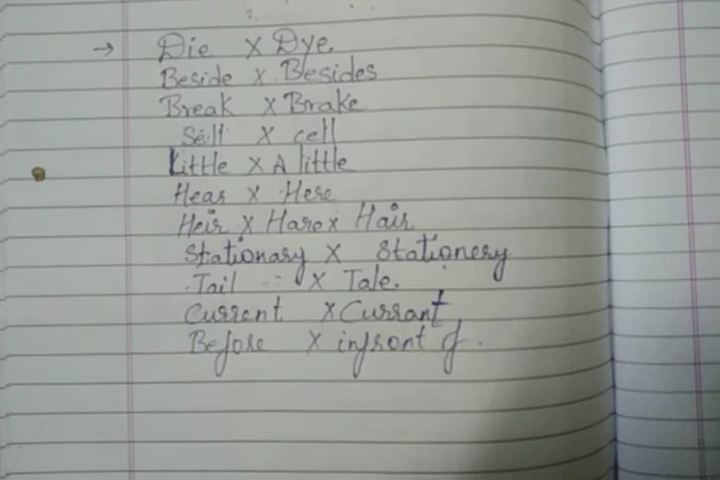 → Die X Dye.
Beside X Besides
Break X Brake
Sell X cell
Little X A little
Hear X Here
Heir X Hare x Hair
Stationary X Stationery
Tail X Tale.
Current X Currant
Before X infront of.